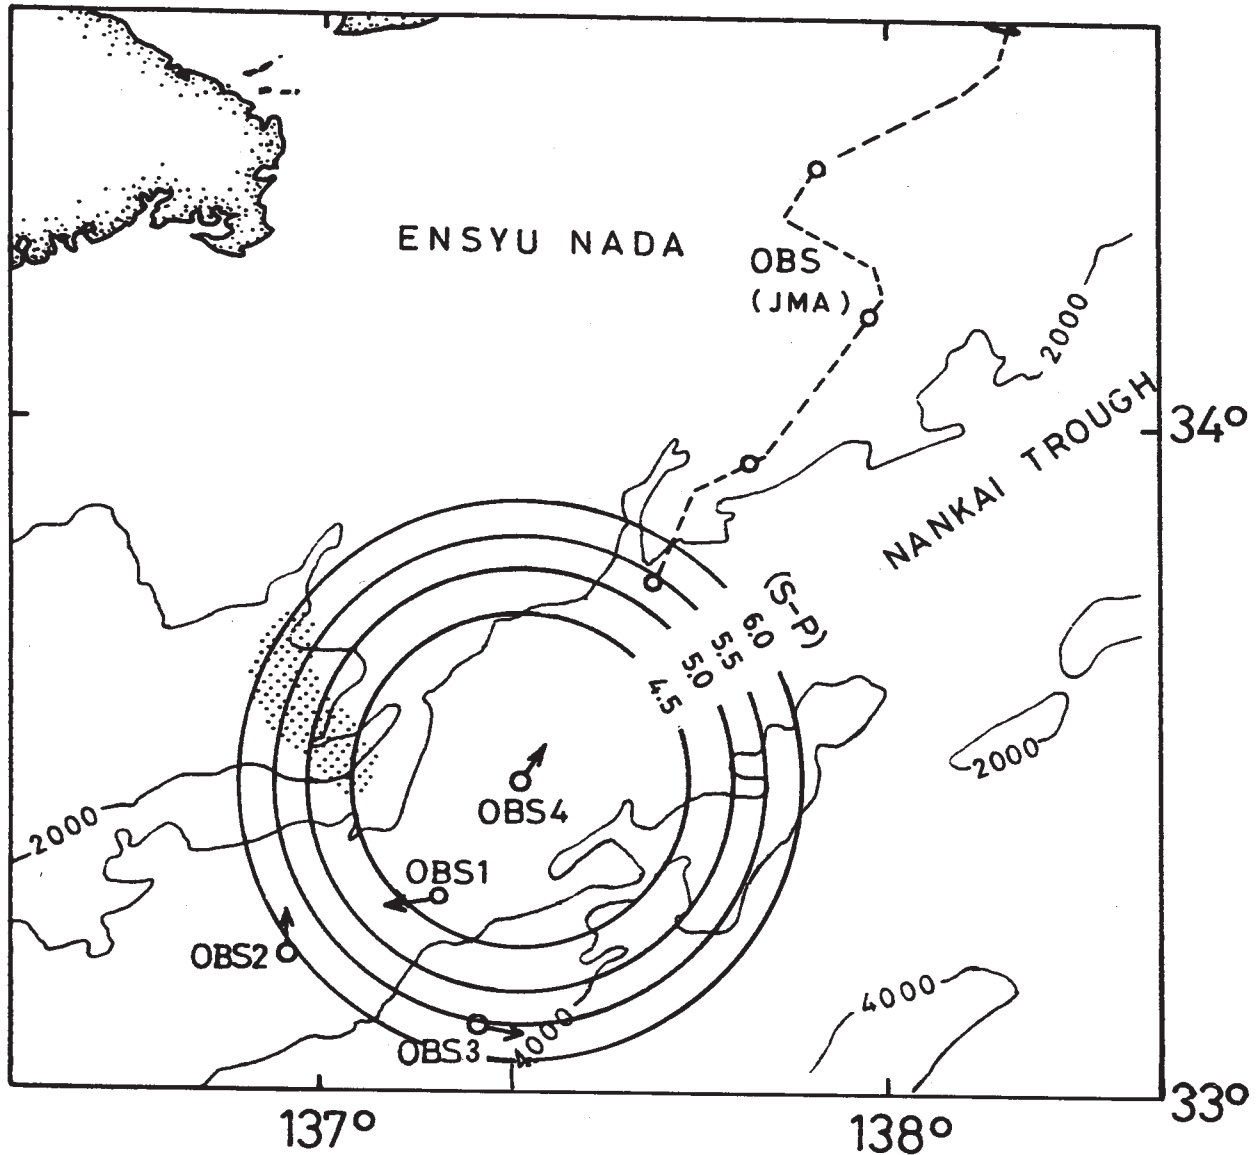 ENSYU NADA
OBS
(JMA)
2000
NANKAI TROUGH
34°
(S-P)
6.0
5.5
5.0
4.5
2000
OBS4
2000
OBS1
OBS2
4000
OBS3
4000
33°
137°
138°